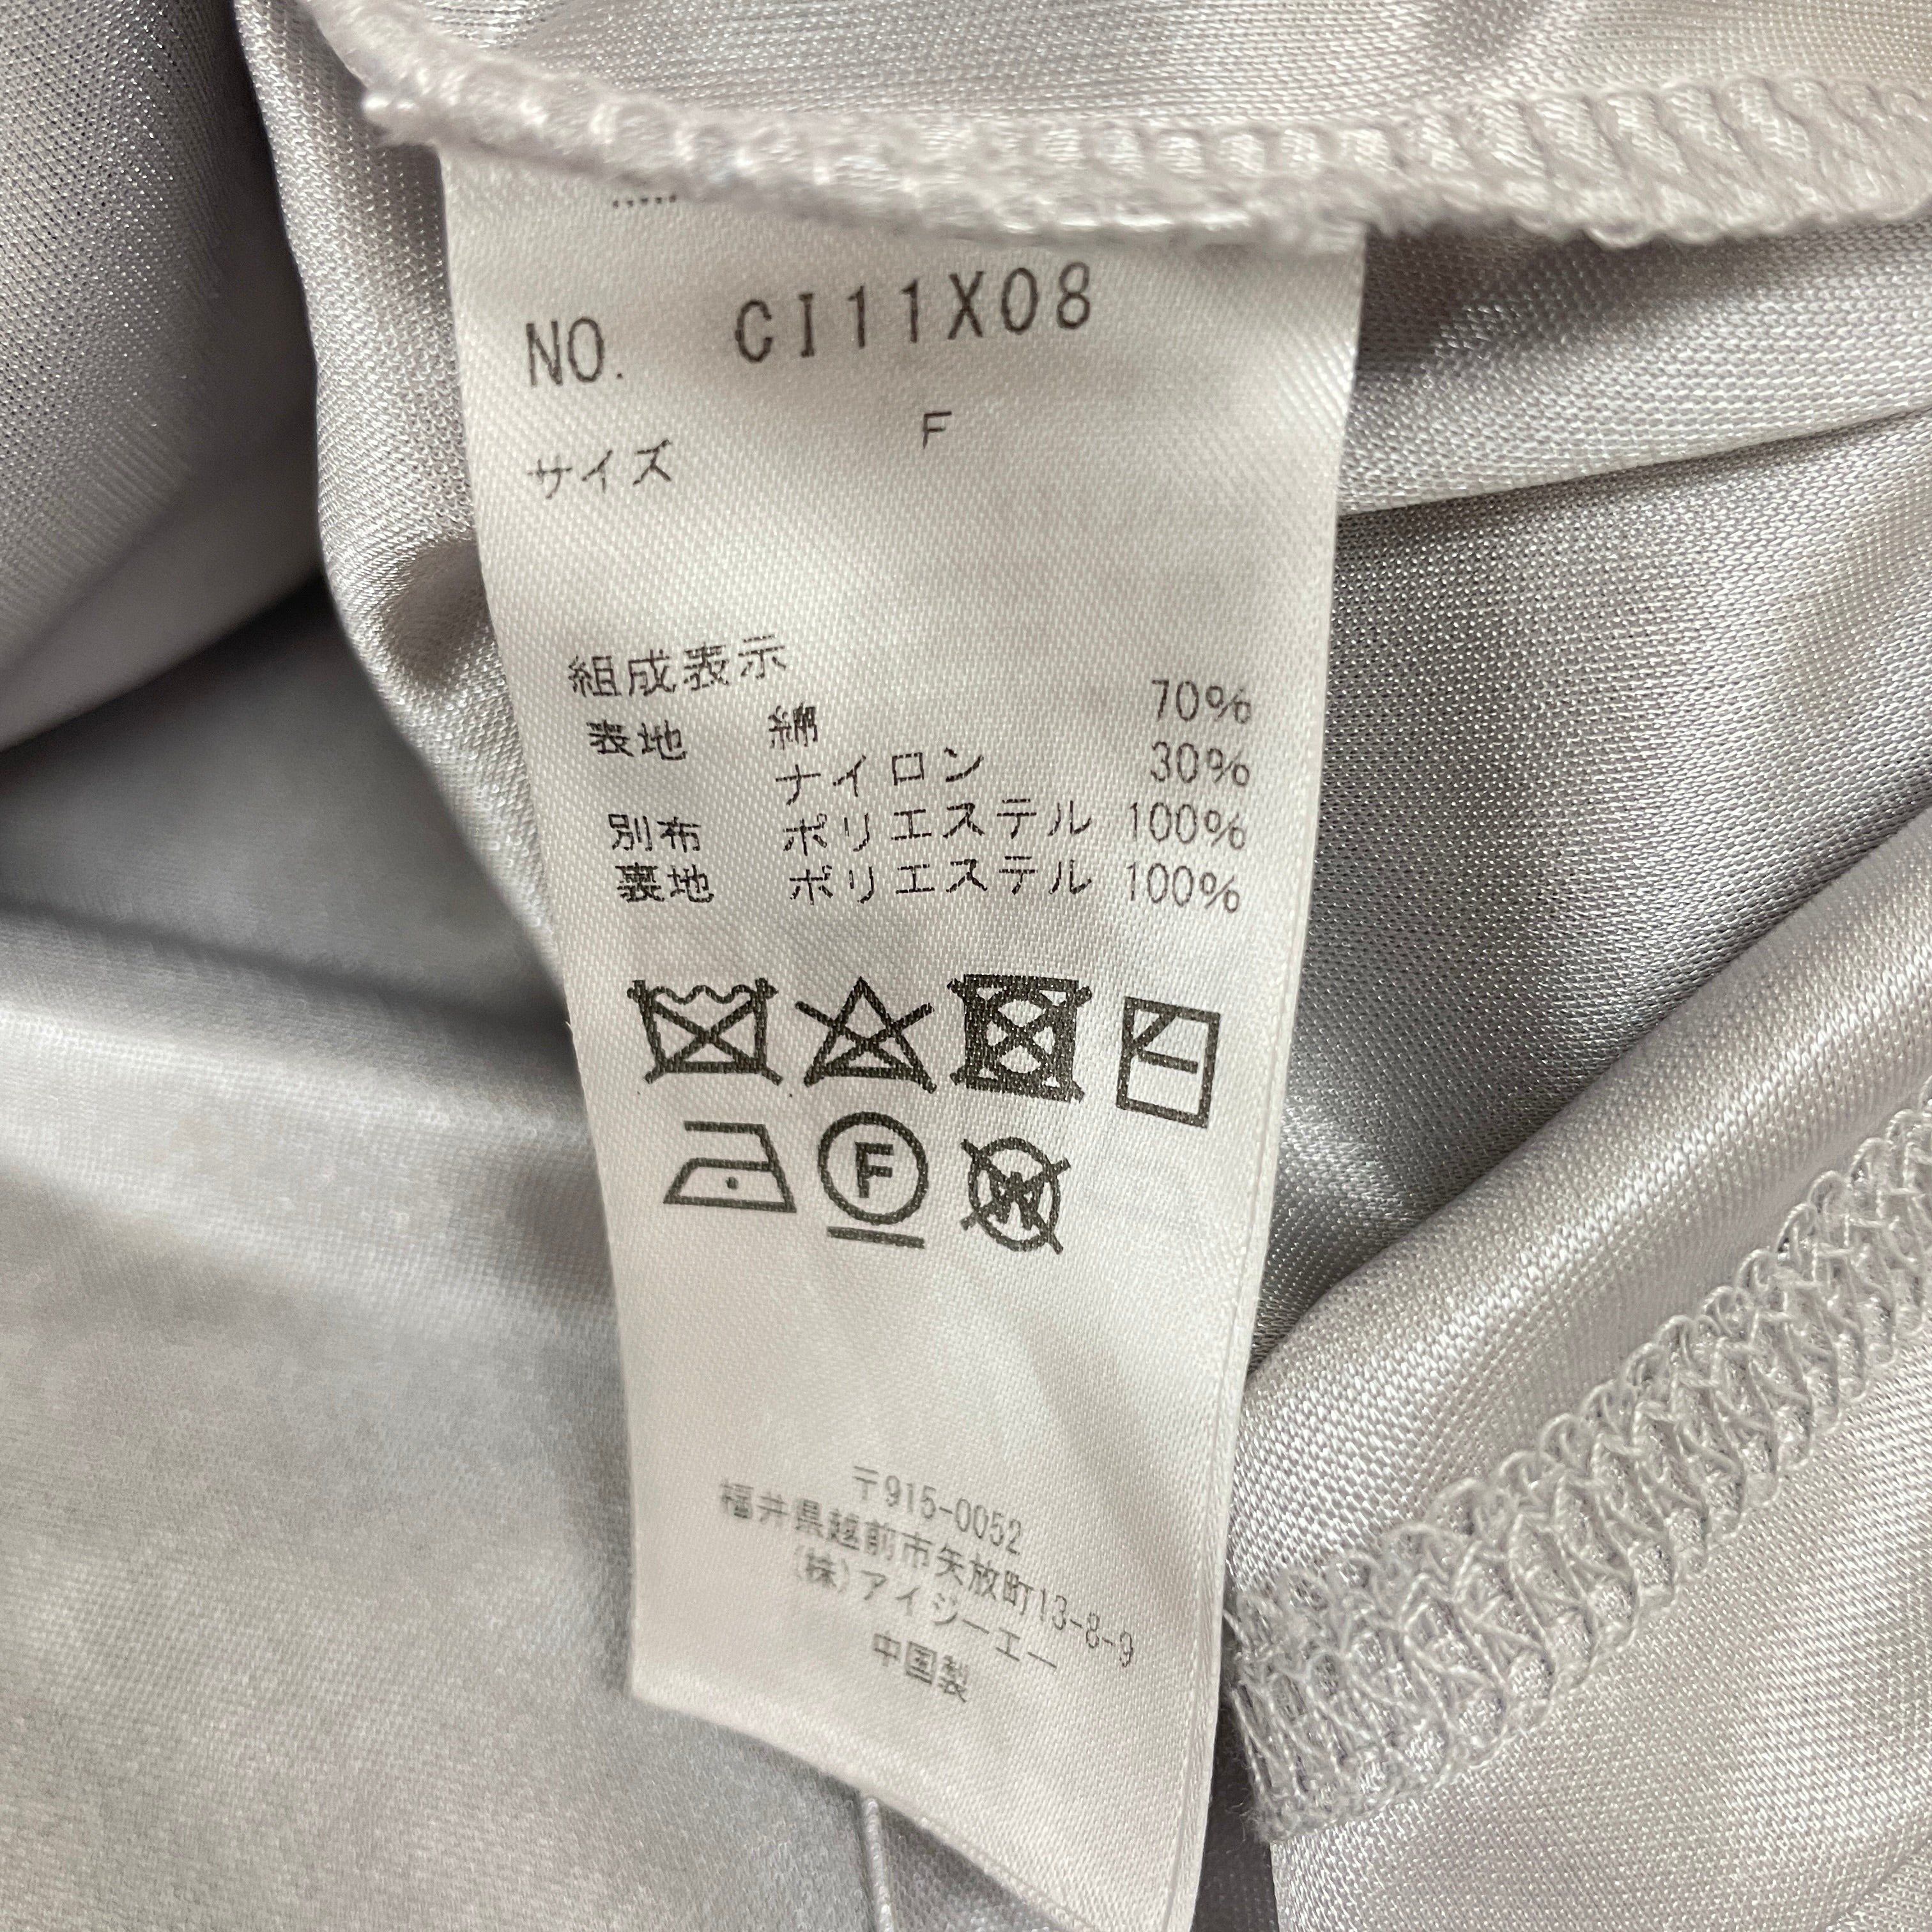 NO. CI11X08
サイズ F
組成表示
表地 綿 70%
ナイロン 30%
別布 ポリエステル 100%
裏地 ポリエステル 100%
F
W
〒915-0052
福井県越前市矢放町13-8-9
(株)アイジーエー
中国製